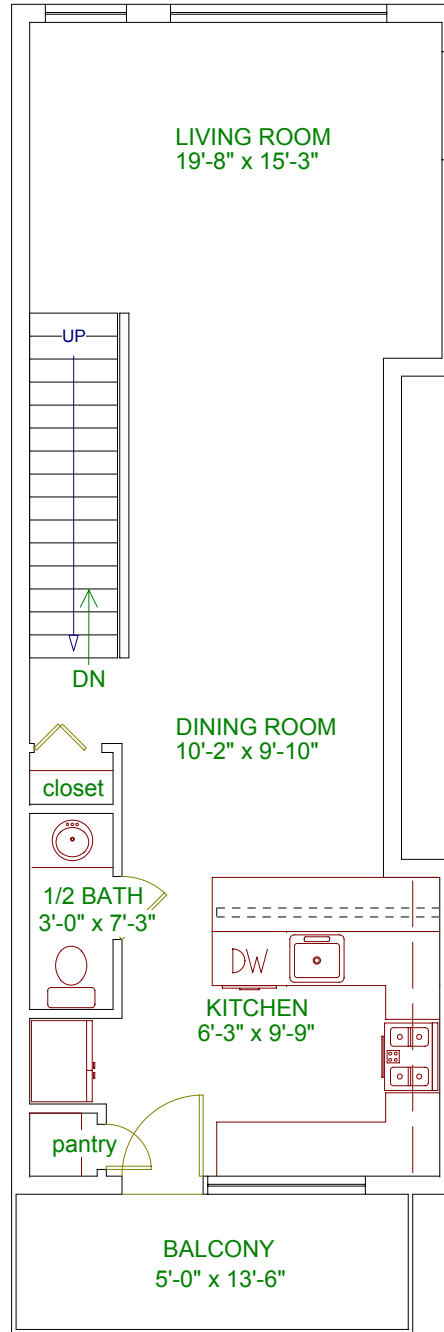 LIVING ROOM
19'-8" x 15'-3"
UP
DN
DINING ROOM
10'-2" x 9'-10"
closet
1/2 BATH
3'-0" x 7'-3"
DW
KITCHEN
6'-3" x 9'-9"
pantry
BALCONY
5'-0" x 13'-6"